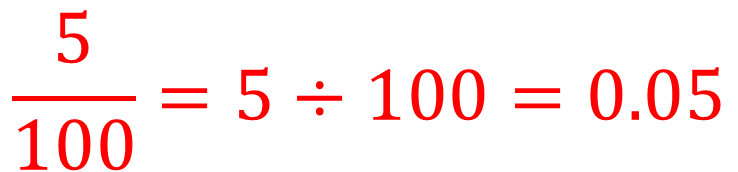 5/100 = 5 ÷ 100 = 0.05